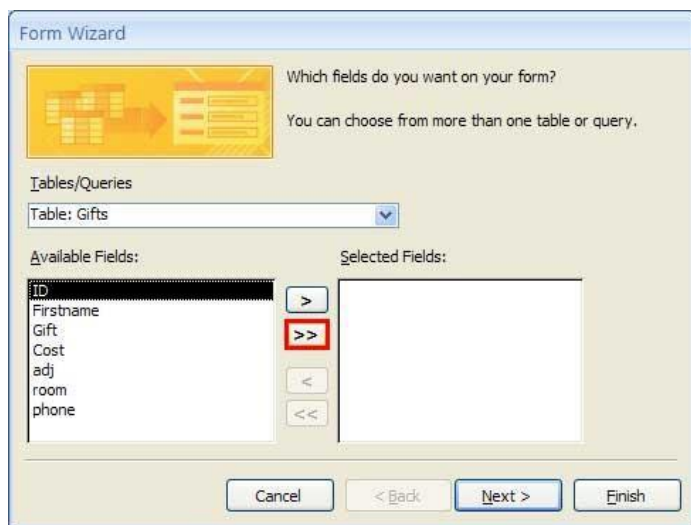 Form Wizard
Which fields do you want on your form?
You can choose from more than one table or query.
Tables/Queries
Table: Gifts
Available Fields:
Selected Fields:
ID
Firstname
Gift
Cost
adj
room
phone
>
>>
<
<<
Cancel
< Back
Next >
Finish